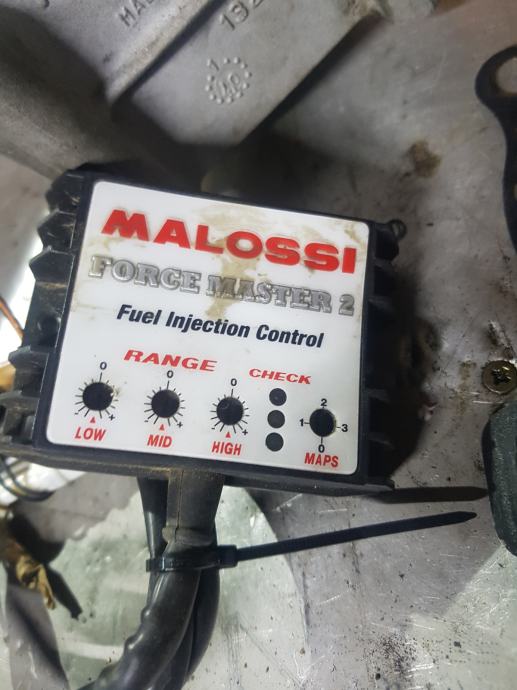 MALOSSI
FORCE MASTER 2
Fuel Injection Control
RANGE
CHECK
0 0 0 2
- + - + - + 1 3
0
LOW MID HIGH MAPS